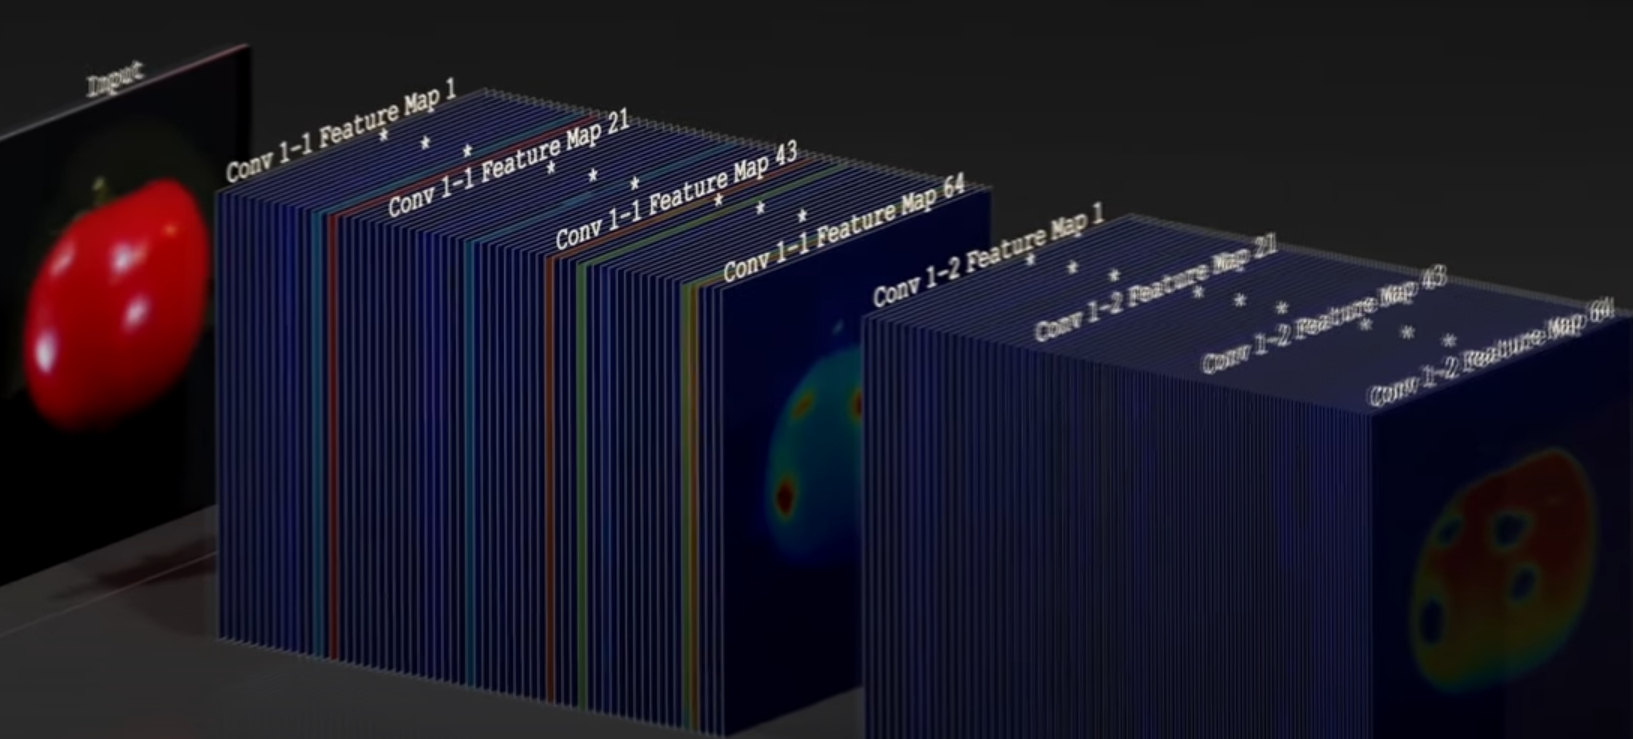 Input
Conv 1-1 Feature Map 1
* * *
Conv 1-1 Feature Map 21
* * *
Conv 1-1 Feature Map 43
* * *
Conv 1-1 Feature Map 64
Conv 1-2 Feature Map 1
* * *
Conv 1-2 Feature Map 21
* * *
Conv 1-2 Feature Map 43
* * *
Conv 1-2 Feature Map 64